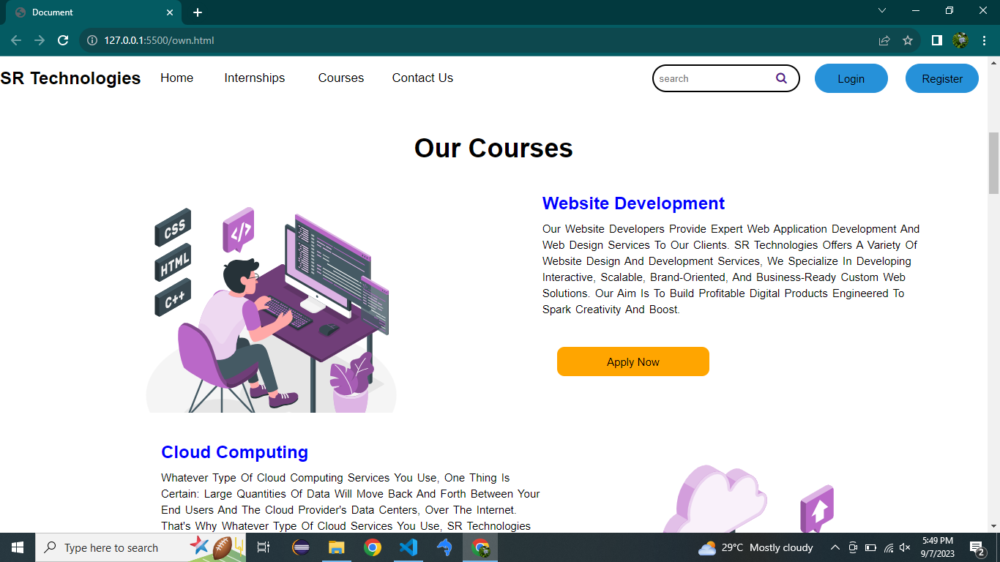 Document
127.0.0.1:5500/own.html
SR Technologies Home Internships Courses Contact Us search Login Register
Our Courses
CSS
HTML
C++
</>
Website Development
Our Website Developers Provide Expert Web Application Development And
Web Design Services To Our Clients. SR Technologies Offers A Variety Of
Website Design And Development Services, We Specialize In Developing
Interactive, Scalable, Brand-Oriented, And Business-Ready Custom Web
Solutions. Our Aim Is To Build Profitable Digital Products Engineered To
Spark Creativity And Boost.
Apply Now
Cloud Computing
Whatever Type Of Cloud Computing Services You Use, One Thing Is
Certain: Large Quantities Of Data Will Move Back And Forth Between Your
End Users And The Cloud Provider's Data Centers, Over The Internet.
That's Why Whatever Type Of Cloud Services You Use, SR Technologies
Type here to search
29°C Mostly cloudy
5:49 PM
9/7/2023
2